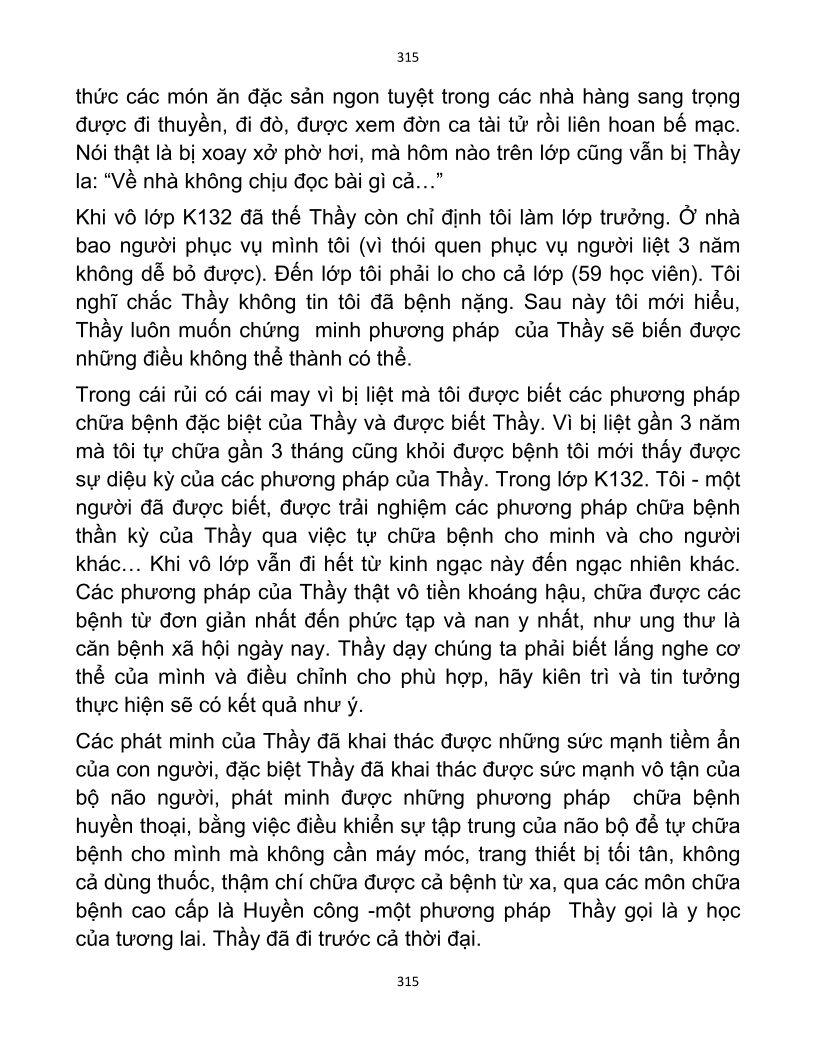 315
thức các món ăn đặc sản ngon tuyệt trong các nhà hàng sang trọng
được đi thuyền, đi đò, được xem đờn ca tài tử rồi liên hoan bế mạc.
Nói thật là bị xoay xở phờ hơi, mà hôm nào trên lớp cũng vẫn bị Thầy
la: “Về nhà không chịu đọc bài gì cả…”
Khi vô lớp K132 đã thế Thầy còn chỉ định tôi làm lớp trưởng. Ở nhà
bao người phục vụ mình tôi (vì thói quen phục vụ người liệt 3 năm
không dễ bỏ được). Đến lớp tôi phải lo cho cả lớp (59 học viên). Tôi
nghĩ chắc Thầy không tin tôi đã bệnh nặng. Sau này tôi mới hiểu,
Thầy luôn muốn chứng  minh phương pháp  của Thầy sẽ biến được
những điều không thể thành có thể.
Trong cái rủi có cái may vì bị liệt mà tôi được biết các phương pháp
chữa bệnh đặc biệt của Thầy và được biết Thầy. Vì bị liệt gần 3 năm
mà tôi tự chữa gần 3 tháng cũng khỏi được bệnh tôi mới thấy được
sự diệu kỳ của các phương pháp của Thầy. Trong lớp K132. Tôi - một
người đã được biết, được trải nghiệm các phương pháp chữa bệnh
thần kỳ của Thầy qua việc tự chữa bệnh cho minh và cho người
khác… Khi vô lớp vẫn đi hết từ kinh ngạc này đến ngạc nhiên khác.
Các phương pháp của Thầy thật vô tiền khoáng hậu, chữa được các
bệnh từ đơn giản nhất đến phức tạp và nan y nhất, như ung thư là
căn bệnh xã hội ngày nay. Thầy dạy chúng ta phải biết lắng nghe cơ
thể của mình và điều chỉnh cho phù hợp, hãy kiên trì và tin tưởng
thực hiện sẽ có kết quả như ý.
Các phát minh của Thầy đã khai thác được những sức mạnh tiềm ẩn
của con người, đặc biệt Thầy đã khai thác được sức mạnh vô tận của
bộ não người, phát minh được những phương pháp  chữa bệnh
huyền thoại, bằng việc điều khiển sự tập trung của não bộ để tự chữa
bệnh cho mình mà không cần máy móc, trang thiết bị tối tân, không
cả dùng thuốc, thậm chí chữa được cả bệnh từ xa, qua các môn chữa
bệnh cao cấp là Huyền công -một phương pháp  Thầy gọi là y học
của tương lai. Thầy đã đi trước cả thời đại.
315